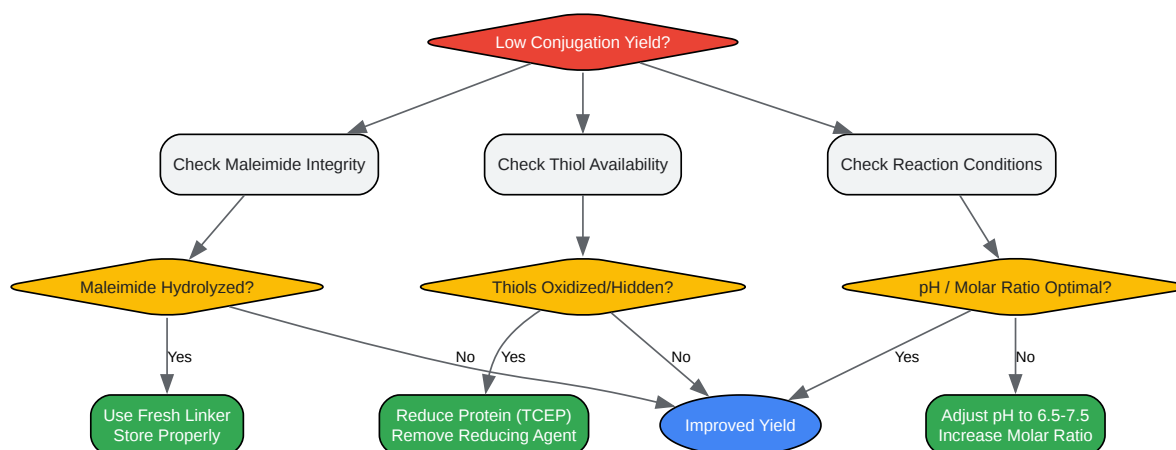 Low Conjugation Yield?
Check Maleimide Integrity
Check Thiol Availability
Check Reaction Conditions
Maleimide Hydrolyzed?
Thiols Oxidized/Hidden?
pH / Molar Ratio Optimal?
Yes
No
Yes
No
Yes
No
Use Fresh Linker
Store Properly
Reduce Protein (TCEP)
Remove Reducing Agent
Improved Yield
Adjust pH to 6.5-7.5
Increase Molar Ratio